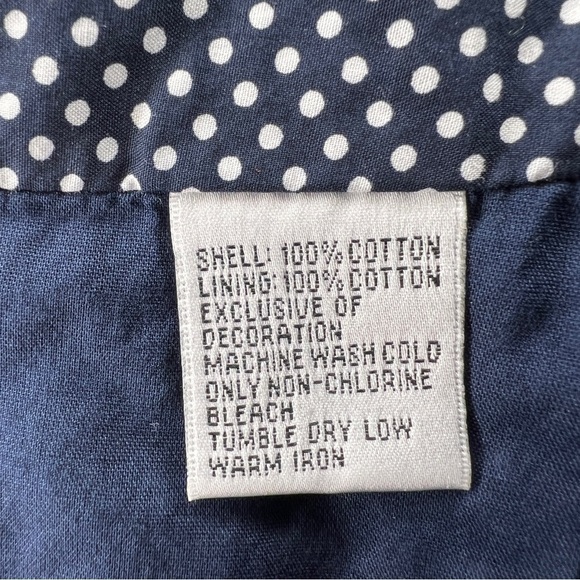 SHELL: 100% COTTON
LINING: 100% COTTON
EXCLUSIVE OF
DECORATION
MACHINE WASH COLD
ONLY NON-CHLORINE
BLEACH
TUMBLE DRY LOW
WARM IRON